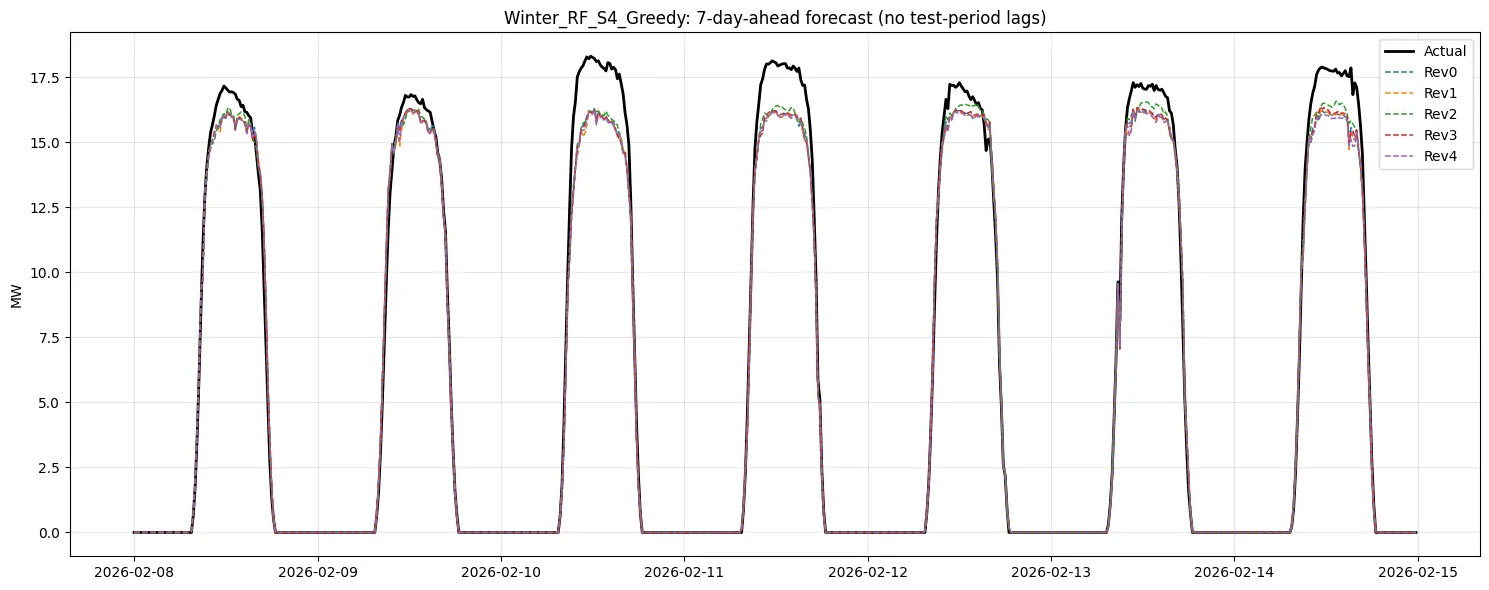 Winter_RF_S4_Greedy: 7-day-ahead forecast (no test-period lags)
Actual
Rev0
Rev1
Rev2
Rev3
Rev4
17.5
15.0
12.5
10.0
7.5
5.0
2.5
0.0
MW
2026-02-08
2026-02-09
2026-02-10
2026-02-11
2026-02-12
2026-02-13
2026-02-14
2026-02-15